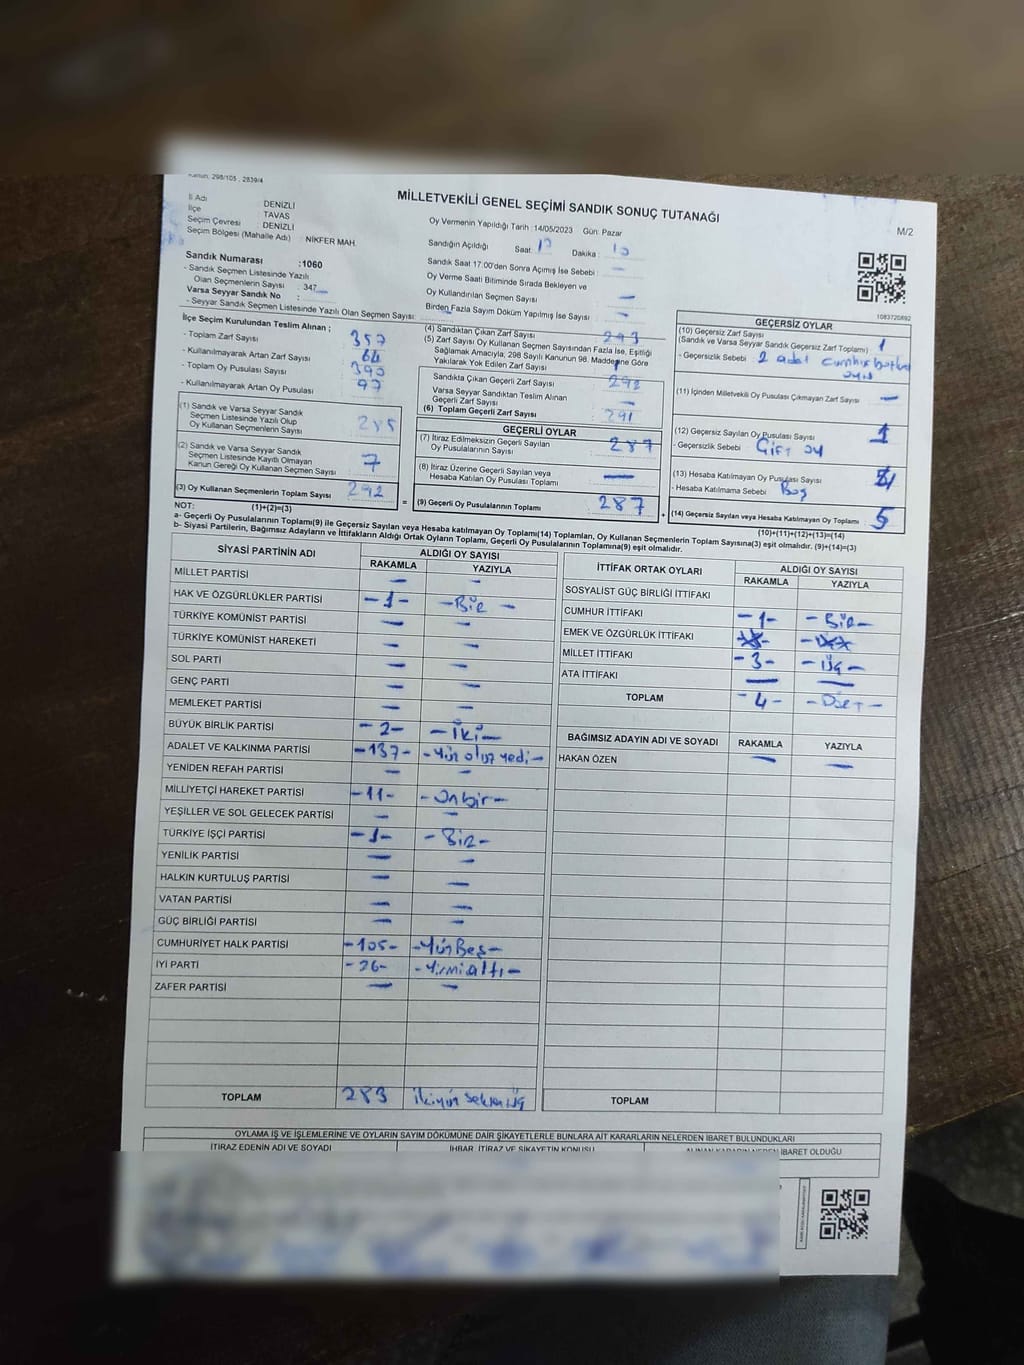 Kanun: 298/105 , 2839/4
MİLLETVEKİLİ GENEL SEÇİMİ SANDIK SONUÇ TUTANAĞI
M/2
İl Adı DENİZLİ
İlçe TAVAS
Seçim Çevresi DENİZLİ
Seçim Bölgesi (Mahalle Adı) : NİKFER MAH.
Sandık Numarası :1060
- Sandık Seçmen Listesinde Yazılı
Olan Seçmenlerin Sayısı : 347
Varsa Seyyar Sandık No :
- Seyyar Sandık Seçmen Listesinde Yazılı Olan Seçmen Sayısı: —
Oy Vermenin Yapıldığı Tarih :14/05/2023 Gün: Pazar
Sandığın Açıldığı Saat: 17 Dakika : 10
Sandık Saat 17.00'den Sonra Açımış İse Sebebi : —
Oy Verme Saati Bitiminde Sırada Bekleyen ve
Oy Kullandırılan Seçmen Sayısı —
Birden Fazla Sayım Döküm Yapılmış İse Sayısı : —
1083720892
İlçe Seçim Kurulundan Teslim Alınan ;
- Toplam Zarf Sayısı : 357
- Kullanılmayarak Artan Zarf Sayısı : 64
- Toplam Oy Pusulası Sayısı : 390
- Kullanılmayarak Artan Oy Pusulası : 97
(1) Sandık ve Varsa Seyyar Sandık
Seçmen Listesinde Yazılı Olup
Oy Kullanan Seçmenlerin Sayısı 285
(2) Sandık ve Varsa Seyyar Sandık
Seçmen Listesinde Kayıtlı Olmayan
Kanun Gereği Oy Kullanan Seçmen Sayısı 7
(3) Oy Kullanan Seçmenlerin Toplam Sayısı 292
(1)+(2)=(3)
(4) Sandıktan Çıkan Zarf Sayısı 293
(5) Zarf Sayısı Oy Kullanan Seçmen Sayısından Fazla İse, Eşitliği
Sağlamak Amacıyla, 298 Sayılı Kanunun 98. Maddesine Göre
Yakılarak Yok Edilen Zarf Sayısı 1
Sandıkta Çıkan Geçerli Zarf Sayısı 292
Varsa Seyyar Sandıktan Teslim Alınan
Geçerli Zarf Sayısı —
(6) Toplam Geçerli Zarf Sayısı 291
GEÇERLİ OYLAR
(7) İtiraz Edilmeksizin Geçerli Sayılan
Oy Pusulalarının Sayısı 287
(8) İtiraz Üzerine Geçerli Sayılan veya
Hesaba Katılan Oy Pusulası Toplamı —
= (9) Geçerli Oy Pusulalarının Toplamı 287 +
GEÇERSİZ OYLAR
(10) Geçersiz Zarf Sayısı
(Sandık ve Varsa Seyyar Sandık Geçersiz Zarf Toplamı) : 1
- Geçersizlik Sebebi : 2 adet
(11) İçinden Milletvekili Oy Pusulası Çıkmayan Zarf Sayısı —
(12) Geçersiz Sayılan Oy Pusulası Sayısı 1
- Geçersizlik Sebebi : Çift oy
(13) Hesaba Katılmayan Oy Pusulası Sayısı
- Hesaba Katılmama Sebebi Boş
(14) Geçersiz Sayılan veya Hesaba Katılmayan Oy Toplamı 5
(10)+(11)+(12)+(13)=(14)
NOT:
a- Geçerli Oy Pusulalarının Toplamı(9) ile Geçersiz Sayılan veya Hesaba katılmayan Oy Toplamı(14) Toplamları, Oy Kullanan Seçmenlerin Toplam Sayısına(3) eşit olmalıdır. (9)+(14)=(3)
b- Siyasi Partilerin, Bağımsız Adayların ve İttifakların Aldığı Ortak Oyların Toplamı, Geçerli Oy Pusulalarının Toplamına(9) eşit olmalıdır.
SİYASİ PARTİNİN ADI ALDIĞI OY SAYISI
RAKAMLA YAZIYLA
MİLLET PARTİSİ — —
HAK VE ÖZGÜRLÜKLER PARTİSİ -1- -BİR-
TÜRKİYE KOMÜNİST PARTİSİ — —
TÜRKİYE KOMÜNİST HAREKETİ — —
SOL PARTİ — —
GENÇ PARTİ — —
MEMLEKET PARTİSİ — —
BÜYÜK BİRLİK PARTİSİ -2- -İki-
ADALET VE KALKINMA PARTİSİ -137- -Yüz otuz yedi-
YENİDEN REFAH PARTİSİ — —
MİLLİYETÇİ HAREKET PARTİSİ -11- -Onbir-
YEŞİLLER VE SOL GELECEK PARTİSİ — —
TÜRKİYE İŞÇİ PARTİSİ -1- -BİR-
YENİLİK PARTİSİ — —
HALKIN KURTULUŞ PARTİSİ — —
VATAN PARTİSİ — —
GÜÇ BİRLİĞİ PARTİSİ — —
CUMHURİYET HALK PARTİSİ -105- -YüzBeş-
İYİ PARTİ -26- -Yirmialtı-
ZAFER PARTİSİ — —
TOPLAM 283 ikiyüz seksen üç
İTTİFAK ORTAK OYLARI ALDIĞI OY SAYISI
RAKAMLA YAZIYLA
SOSYALİST GÜÇ BİRLİĞİ İTTİFAKI
CUMHUR İTTİFAKI -1- -BİR-
EMEK VE ÖZGÜRLÜK İTTİFAKI
MİLLET İTTİFAKI -3- -Üç-
ATA İTTİFAKI — —
TOPLAM -4- -Dört-
BAĞIMSIZ ADAYIN ADI VE SOYADI RAKAMLA YAZIYLA
HAKAN ÖZEN — —
TOPLAM
OYLAMA İŞ VE İŞLEMLERİNE VE OYLARIN SAYIM DÖKÜMÜNE DAİR ŞİKAYETLERLE BUNLARA AİT KARARLARIN NELERDEN İBARET BULUNDUKLARI
İTİRAZ EDENİN ADI VE SOYADI İHBAR, İTİRAZ VE ŞİKAYETİN KONUSU ALINAN KARARIN NEDEN İBARET OLDUĞU